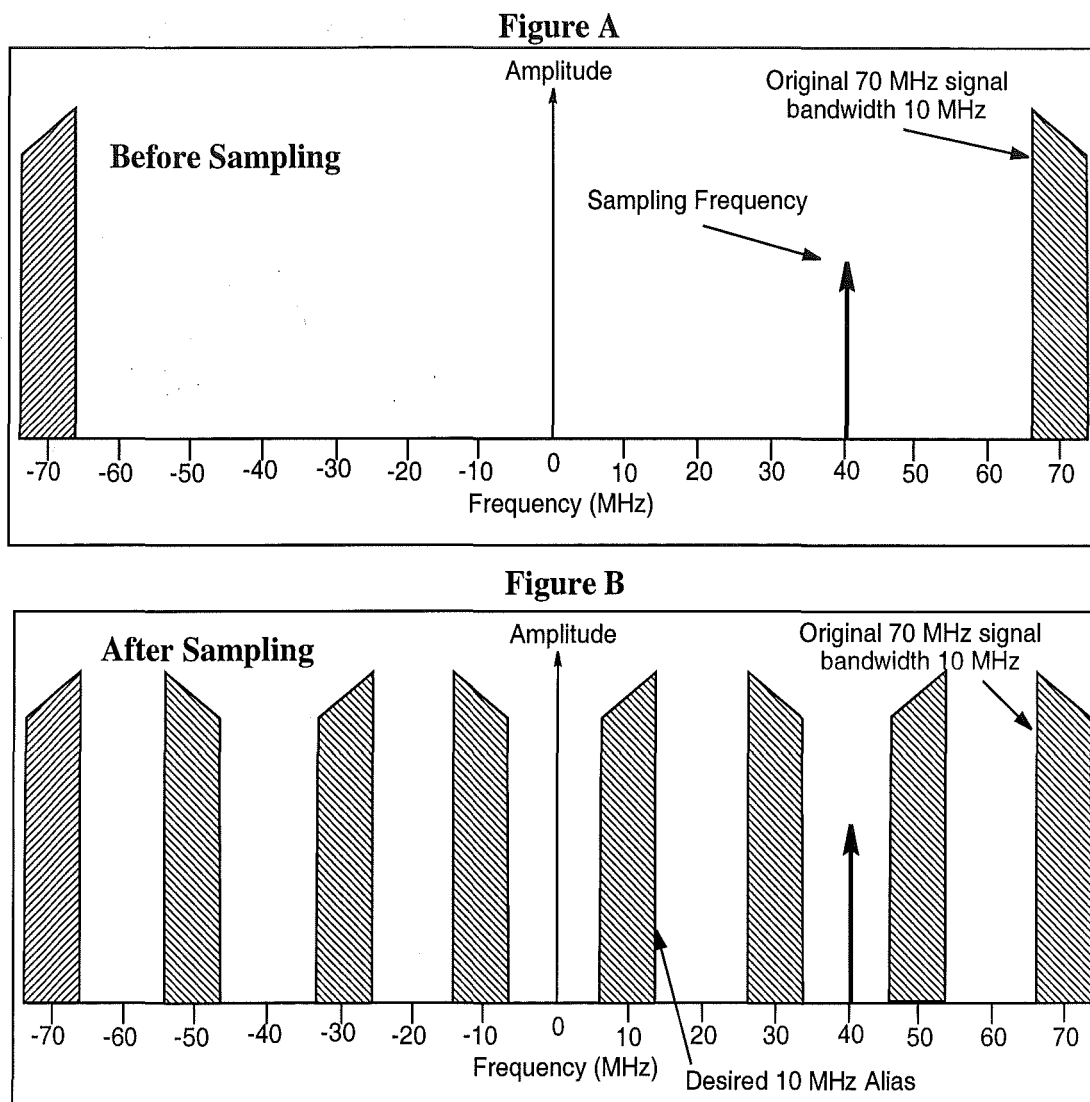 Figure A
Amplitude
Original 70 MHz signal
bandwidth 10 MHz
Before Sampling
Sampling Frequency
-70 -60 -50 -40 -30 -20 -10 0 10 20 30 40 50 60 70
Frequency (MHz)
Figure B
After Sampling
Amplitude
Original 70 MHz signal
bandwidth 10 MHz
-70 -60 -50 -40 -30 -20 -10 0 10 20 30 40 50 60 70
Frequency (MHz)
Desired 10 MHz Alias